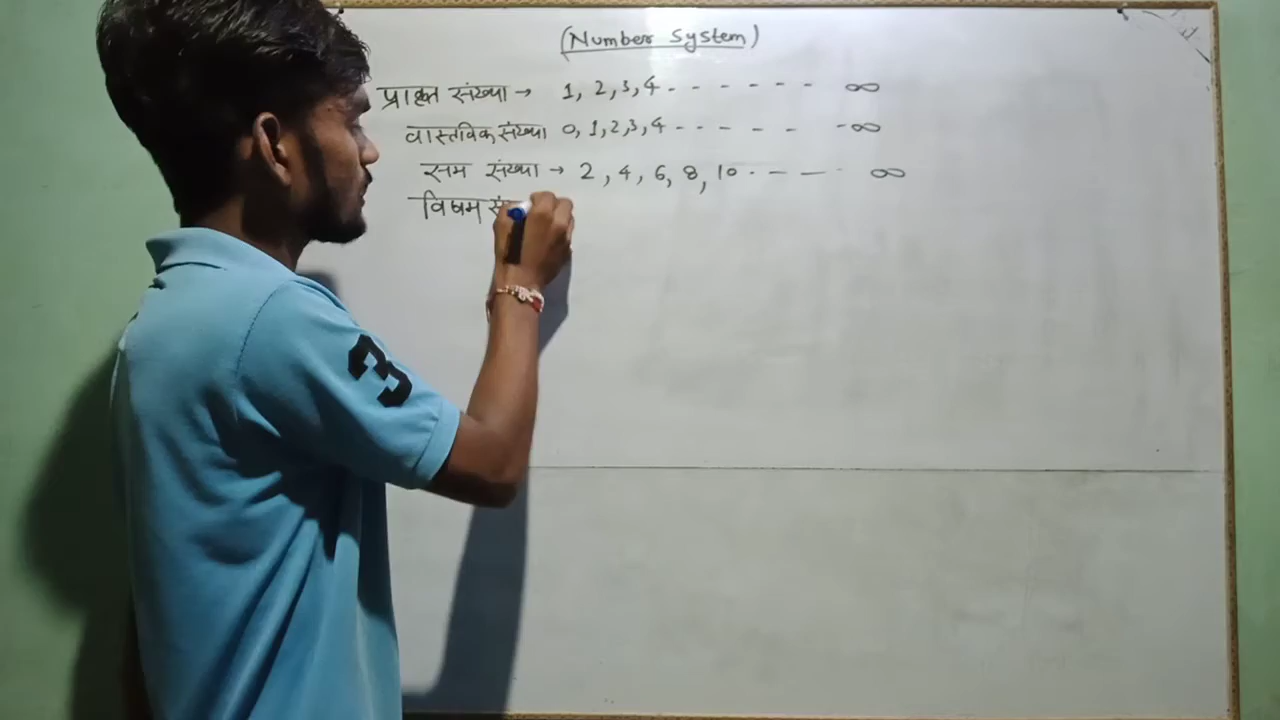 (Number System)
प्राकृत संख्या → 1, 2, 3, 4 - - - - - - ∞
वास्तविक संख्या 0, 1, 2, 3, 4 - - - - - - ∞
सम संख्या → 2, 4, 6, 8, 10 - - - - ∞
विषम सं
3